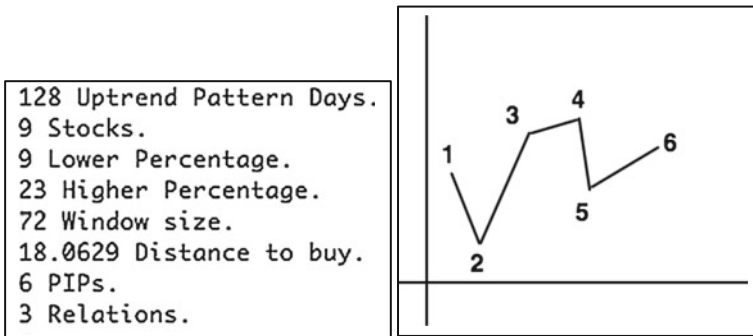 128 Uptrend Pattern Days.
9 Stocks.
9 Lower Percentage.
23 Higher Percentage.
72 Window size.
18.0629 Distance to buy.
6 PIPs.
3 Relations.
1
2
3
4
5
6